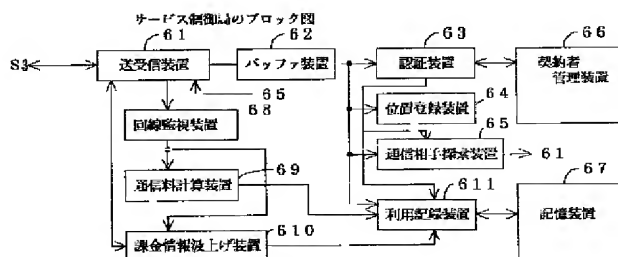 サービス制御局のブロック図
61
62
63
66
S3
送受信装置
バッファ装置
認証装置
契約者
管理装置
65
64
68
位置登録装置
回線監視装置
65
通信相手探索装置
61
69
67
通信料計算装置
611
利用記録装置
記憶装置
610
課金情報吸上げ装置